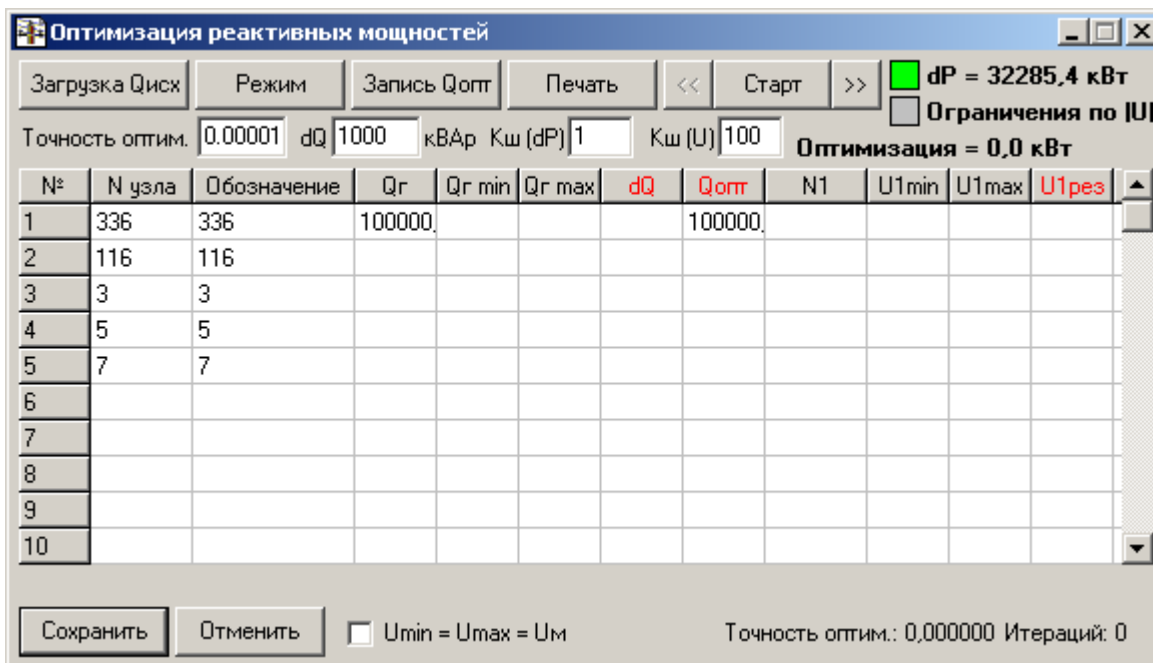 Оптимизация реактивных мощностей
Загрузка Qисх Режим Запись Qопт Печать << Старт >> dP = 32285,4 кВт
Ограничения по |U|
Точность оптим. 0.00001 dQ 1000 кВАр Кш (dP) 1 Кш (U) 100 Оптимизация = 0,0 кВт
№ N узла Обозначение Qг Qг min Qг max dQ Qопт N1 U1min U1max U1рез
1 336 336 100000, 100000,
2 116 116
3 3 3
4 5 5
5 7 7
6
7
8
9
10
Сохранить Отменить Umin = Umax = Uм Точность оптим.: 0,000000 Итераций: 0